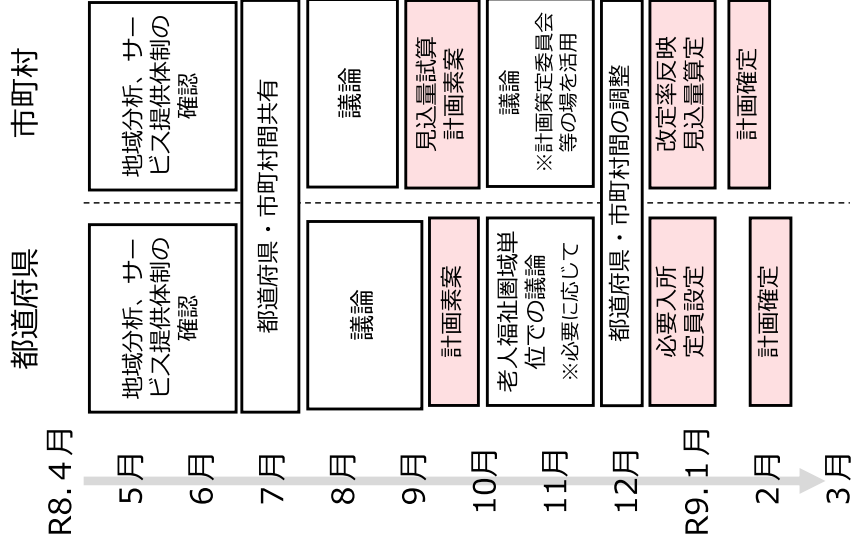 都道府県
市町村
R8.４月
5月
6月
7月
8月
9月
10月
11月
12月
R9.1月
2月
3月
地域分析、サー
ビス提供体制の
確認
地域分析、サー
ビス提供体制の
確認
都道府県・市町村間共有
議論
議論
計画素案
見込量試算
計画素案
老人福祉圏域単
位での議論
※必要に応じて
議論
※計画策定委員会
等の場を活用
都道府県・市町村間の調整
必要入所
定員設定
改定率反映
見込量算定
計画確定
計画確定